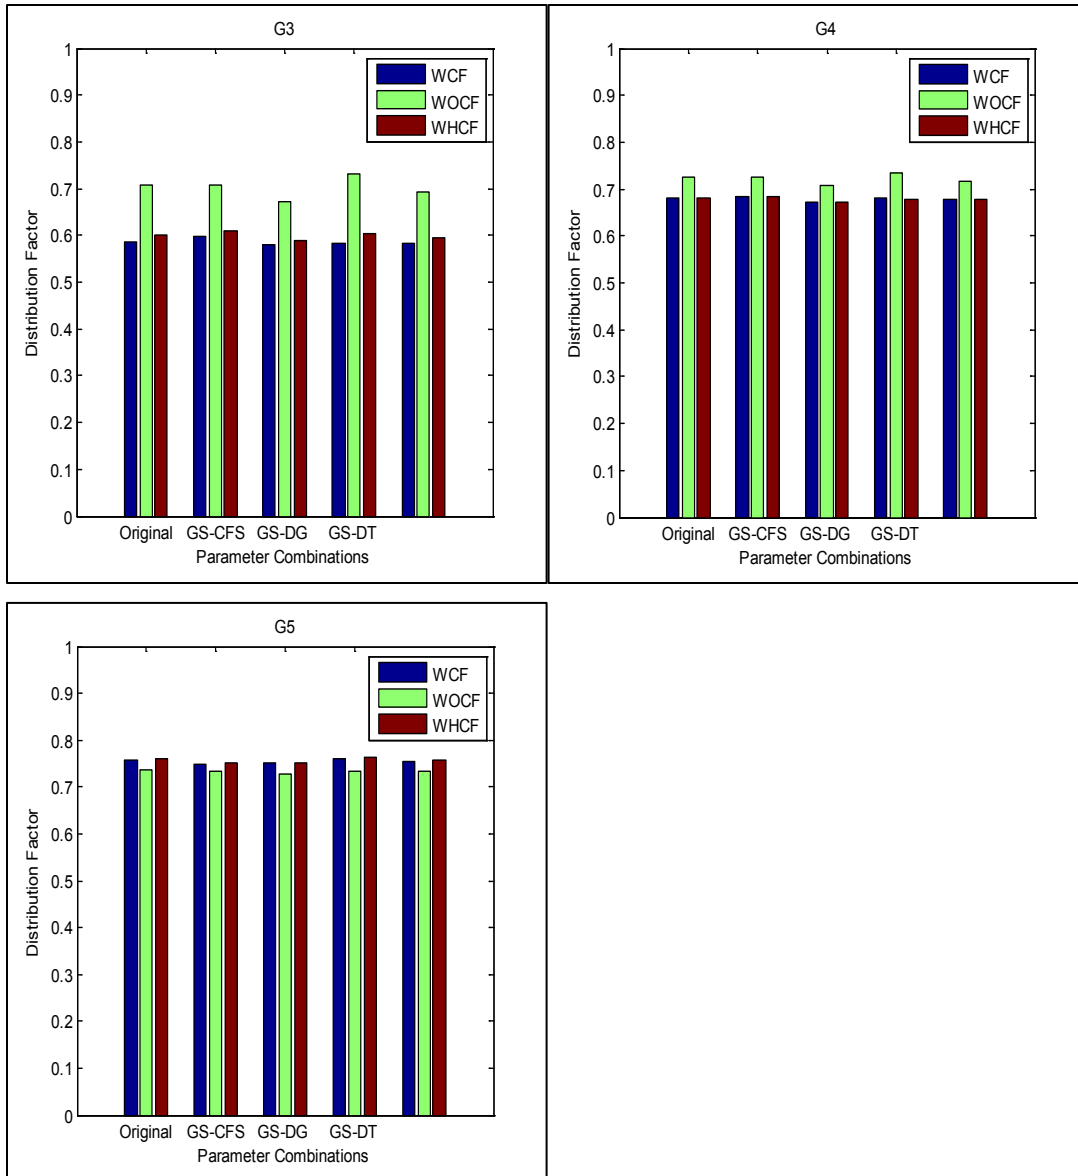 G3
1
0.9
0.8
0.7
0.6
0.5
0.4
0.3
0.2
0.1
0
Distribution Factor
WCF
WOCF
WHCF
Original GS-CFS GS-DG GS-DT
Parameter Combinations
G4
1
0.9
0.8
0.7
0.6
0.5
0.4
0.3
0.2
0.1
0
Distribution Factor
WCF
WOCF
WHCF
Original GS-CFS GS-DG GS-DT
Parameter Combinations
G5
1
0.9
0.8
0.7
0.6
0.5
0.4
0.3
0.2
0.1
0
Distribution Factor
WCF
WOCF
WHCF
Original GS-CFS GS-DG GS-DT
Parameter Combinations